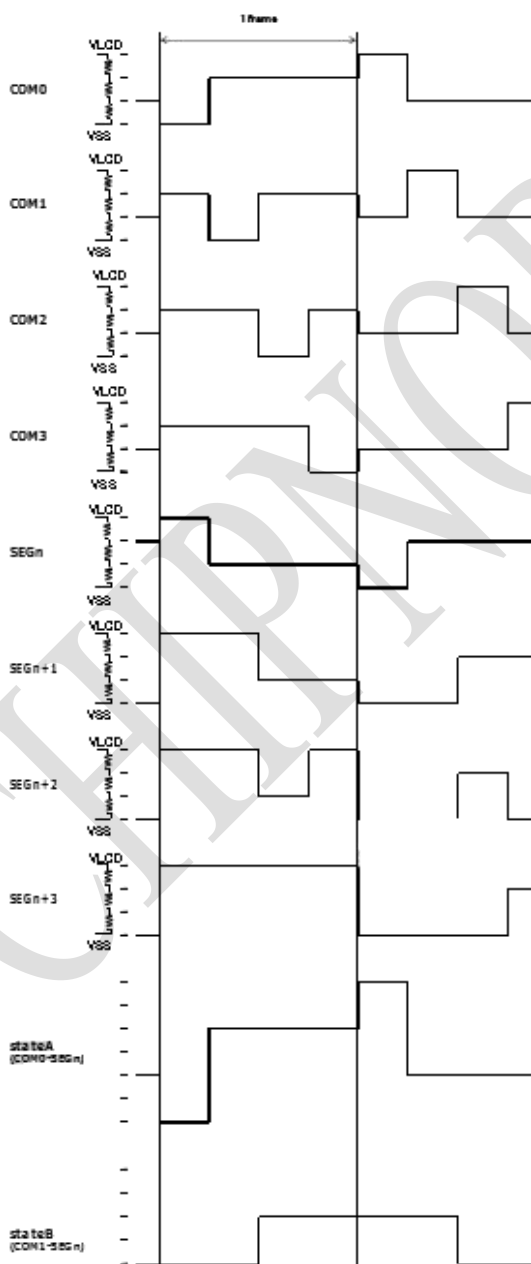 1 frame
VLCD
COM0
VSS
VLCD
COM1
VSS
VLCD
COM2
VSS
VLCD
COM3
VSS
VLCD
SEGn
VSS
VLCD
SEGn+1
VSS
VLCD
SEGn+2
VSS
VLCD
SEGn+3
VSS
stateA
(COM0-SEGn)
stateB
(COM1-SEGn)